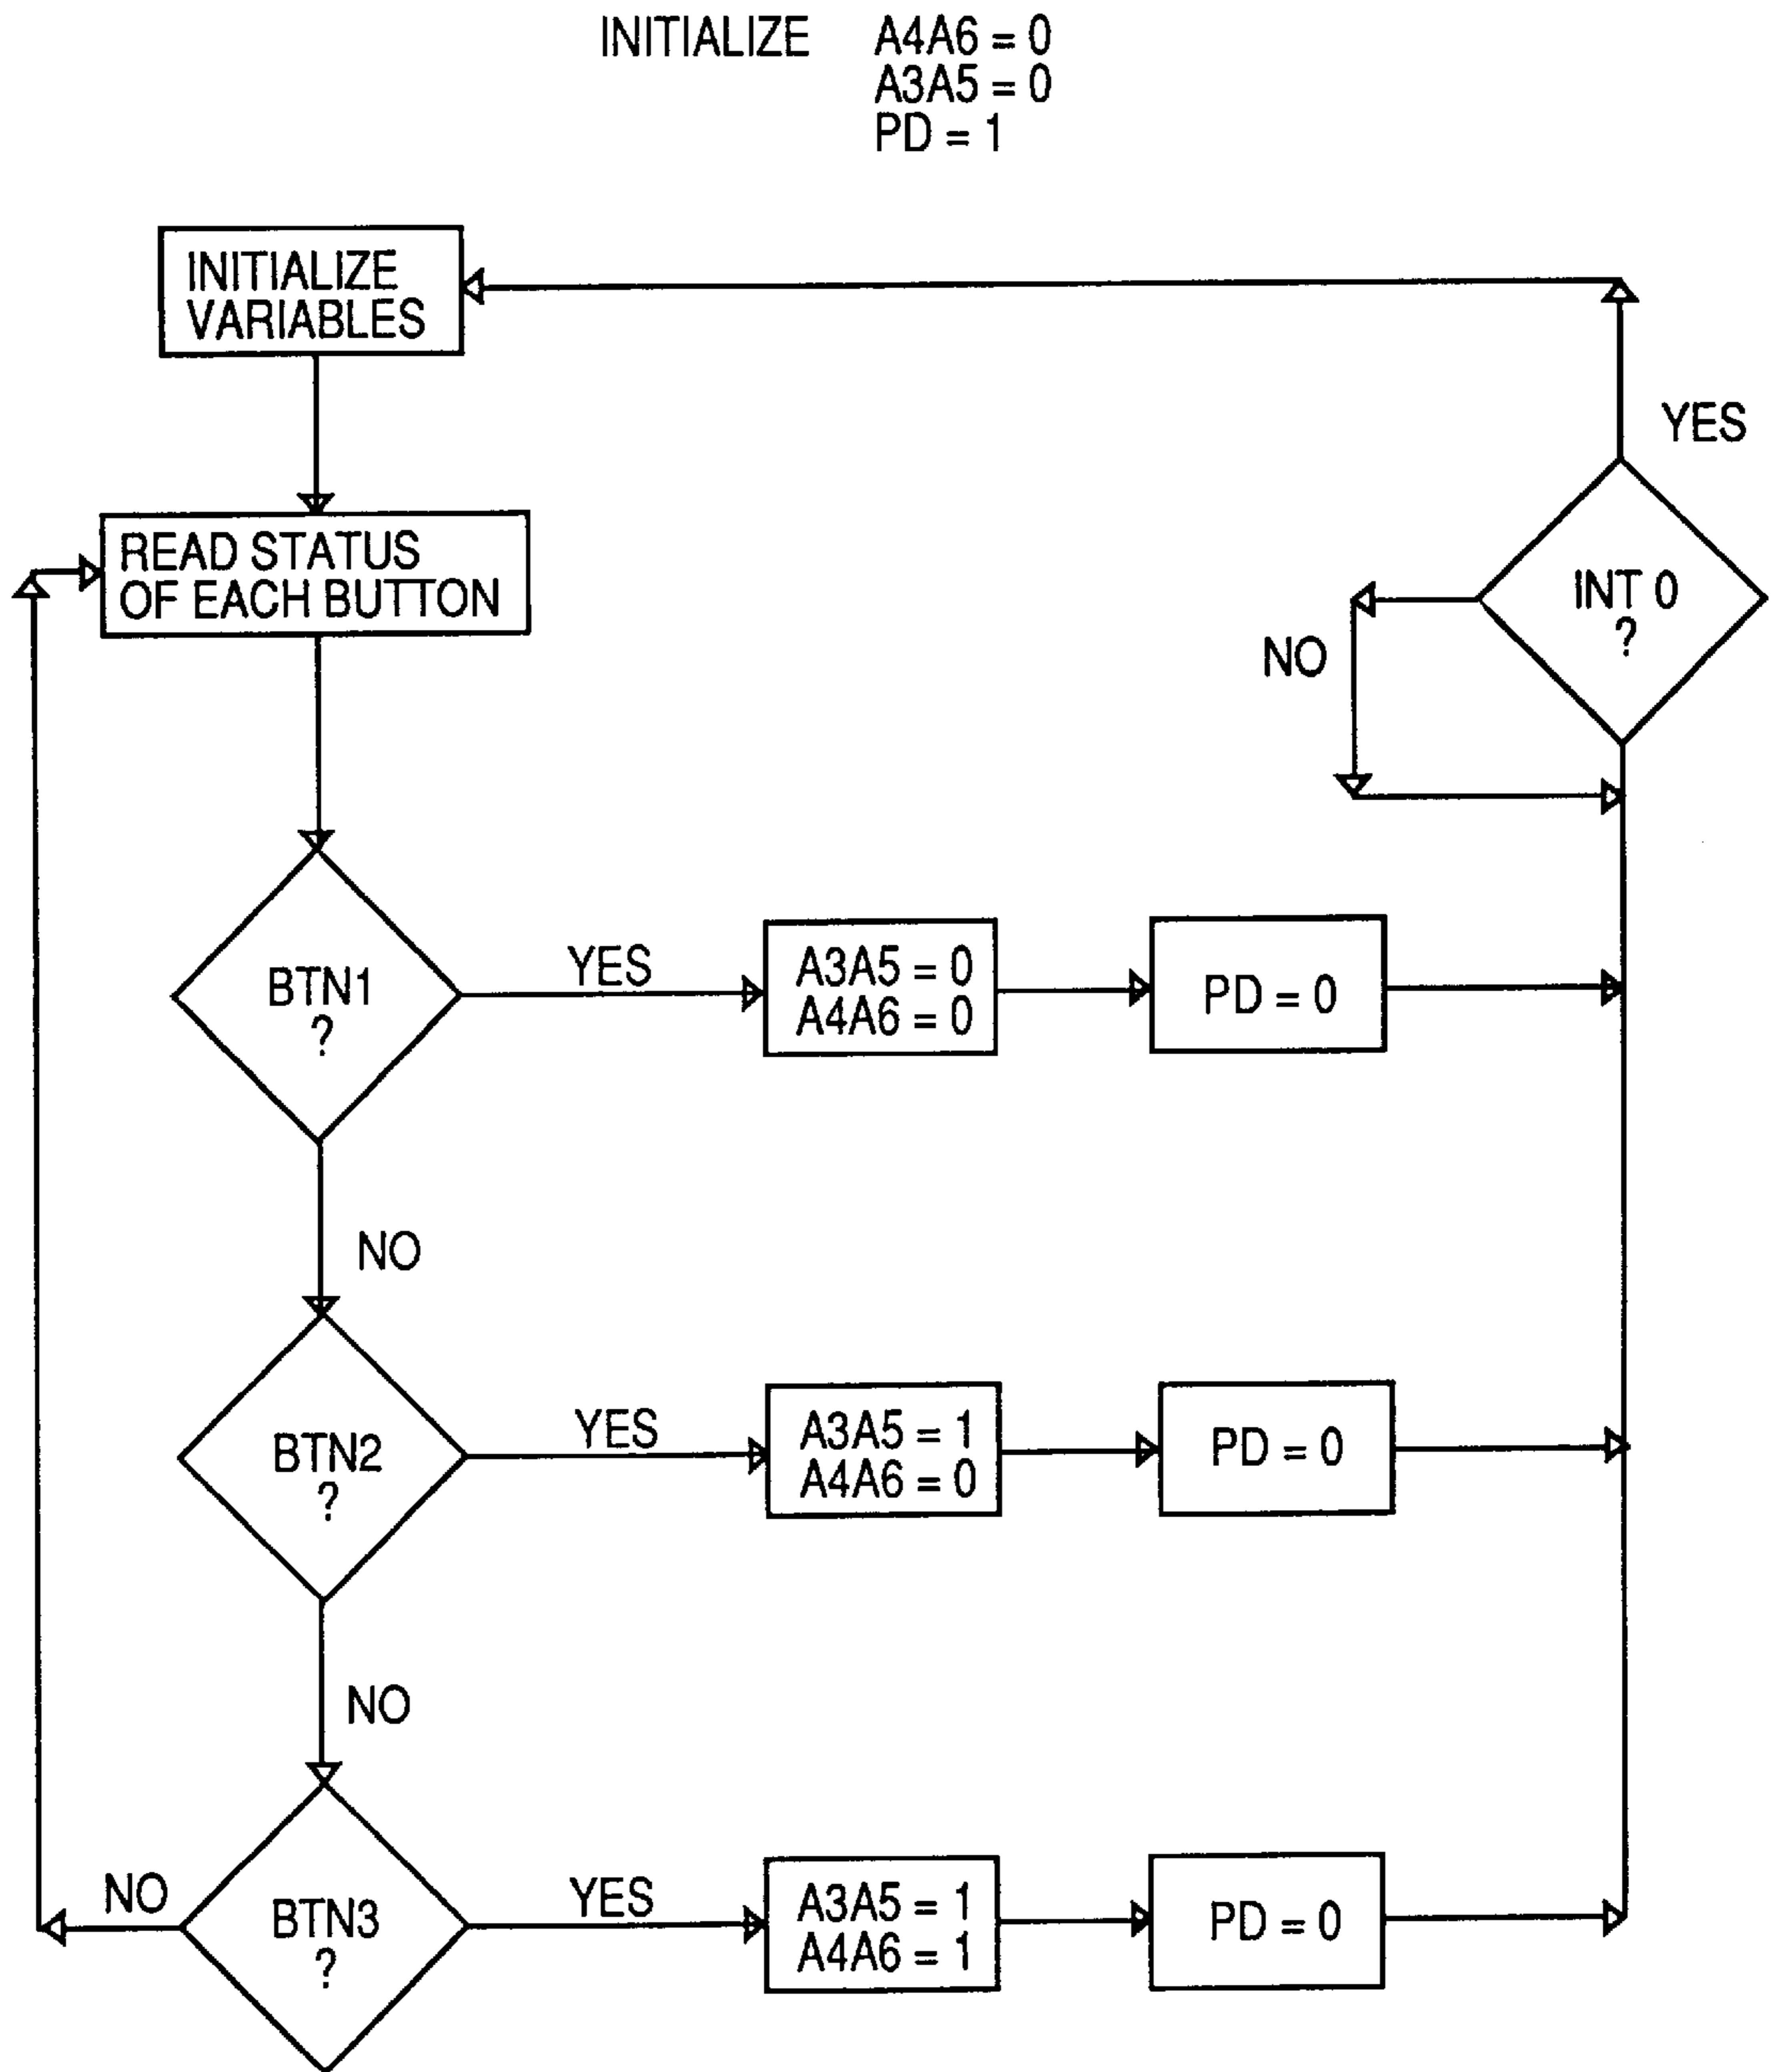 INITIALIZE A4A6 = 0
A3A5 = 0
PD = 1
INITIALIZE
VARIABLES
YES
READ STATUS
OF EACH BUTTON
INT 0
?
NO
BTN1
?
YES
A3A5 = 0
A4A6 = 0
PD = 0
NO
BTN2
?
YES
A3A5 = 1
A4A6 = 0
PD = 0
NO
NO
BTN3
?
YES
A3A5 = 1
A4A6 = 1
PD = 0